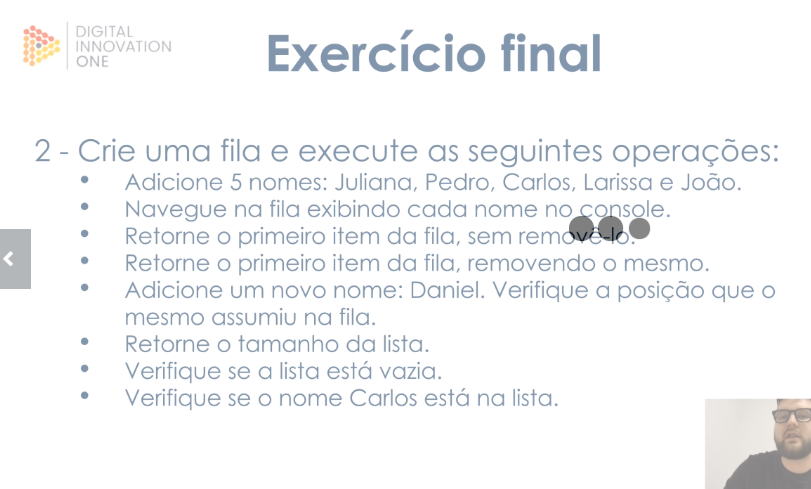 DIGITAL
INNOVATION
ONE
Exercício final
2 - Crie uma fila e execute as seguintes operações:
• Adicione 5 nomes: Juliana, Pedro, Carlos, Larissa e João.
• Navegue na fila exibindo cada nome no console.
• Retorne o primeiro item da fila, sem removê-lo.
• Retorne o primeiro item da fila, removendo o mesmo.
• Adicione um novo nome: Daniel. Verifique a posição que o
mesmo assumiu na fila.
• Retorne o tamanho da lista.
• Verifique se a lista está vazia.
• Verifique se o nome Carlos está na lista.